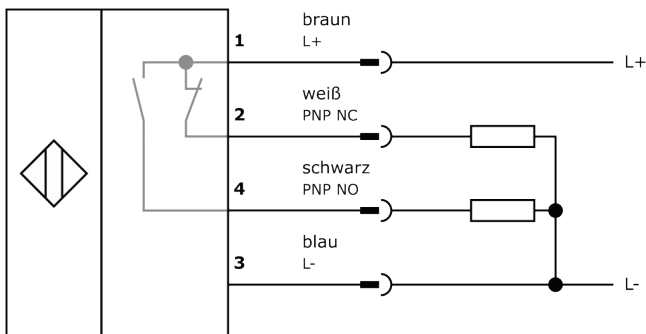 braun
1 L+ L+
weiß
2 PNP NC
schwarz
4 PNP NO
blau
3 L- L-